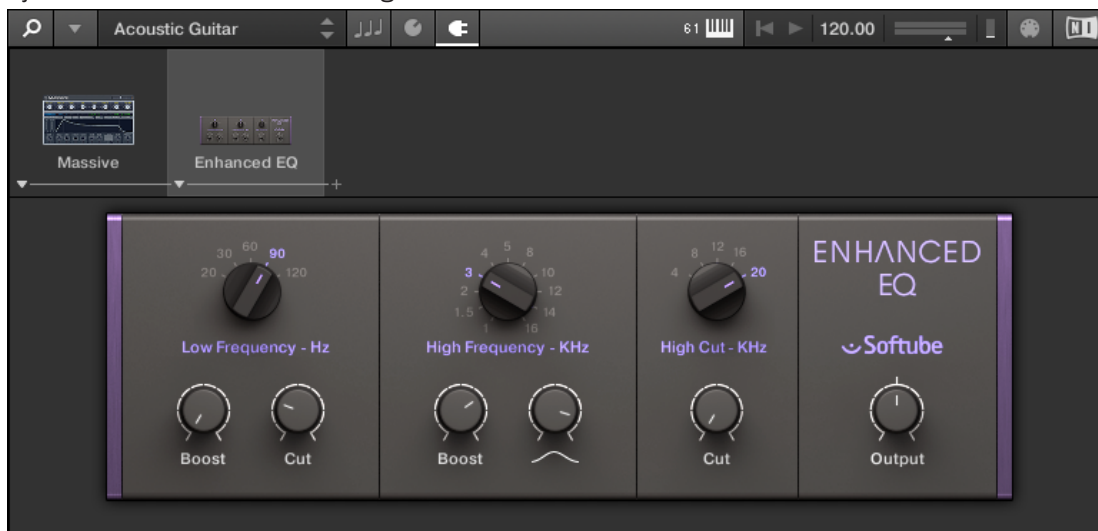 Acoustic Guitar
61
120.00
NI
Massive
Enhanced EQ
ENHANCED
EQ
Softube
20 30 60 90 120
Low Frequency - Hz
Boost
Cut
1 1.5 2 3 4 5 8 10 12 14 16
High Frequency - KHz
Boost
4 8 12 16 20
High Cut - KHz
Cut
Output